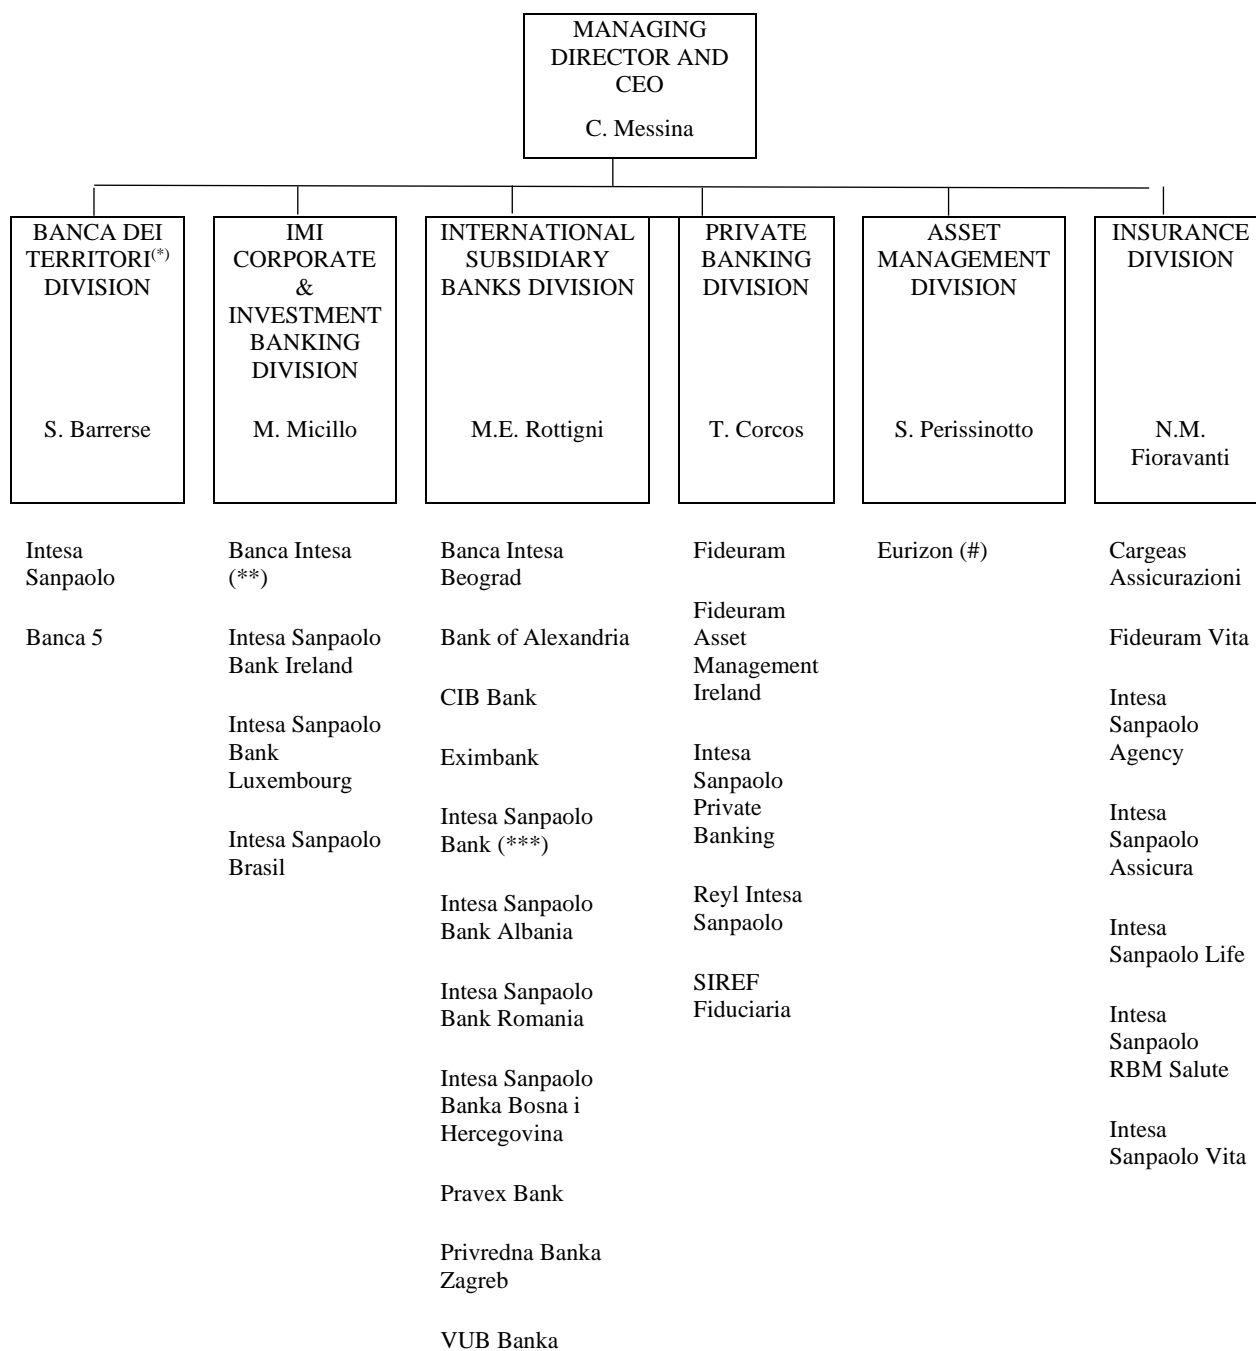 MANAGING
DIRECTOR AND
CEO
C. Messina
BANCA DEI
TERRITORI(*)
DIVISION
S. Barrerse
IMI
CORPORATE
&
INVESTMENT
BANKING
DIVISION
M. Micillo
INTERNATIONAL
SUBSIDIARY
BANKS DIVISION
M.E. Rottigni
PRIVATE
BANKING
DIVISION
T. Corcos
ASSET
MANAGEMENT
DIVISION
S. Perissinotto
INSURANCE
DIVISION
N.M.
Fioravanti
Intesa
Sanpaolo
Banca 5
Banca Intesa
(**)
Intesa Sanpaolo
Bank Ireland
Intesa Sanpaolo
Bank
Luxembourg
Intesa Sanpaolo
Brasil
Banca Intesa
Beograd
Bank of Alexandria
CIB Bank
Eximbank
Intesa Sanpaolo
Bank (***)
Intesa Sanpaolo
Bank Albania
Intesa Sanpaolo
Bank Romania
Intesa Sanpaolo
Banka Bosna i
Hercegovina
Pravex Bank
Privredna Banka
Zagreb
VUB Banka
Fideuram
Fideuram
Asset
Management
Ireland
Intesa
Sanpaolo
Private
Banking
Reyl Intesa
Sanpaolo
SIREF
Fiduciaria
Eurizon (#)
Cargeas
Assicurazioni
Fideuram Vita
Intesa
Sanpaolo
Agency
Intesa
Sanpaolo
Assicura
Intesa
Sanpaolo Life
Intesa
Sanpaolo
RBM Salute
Intesa
Sanpaolo Vita